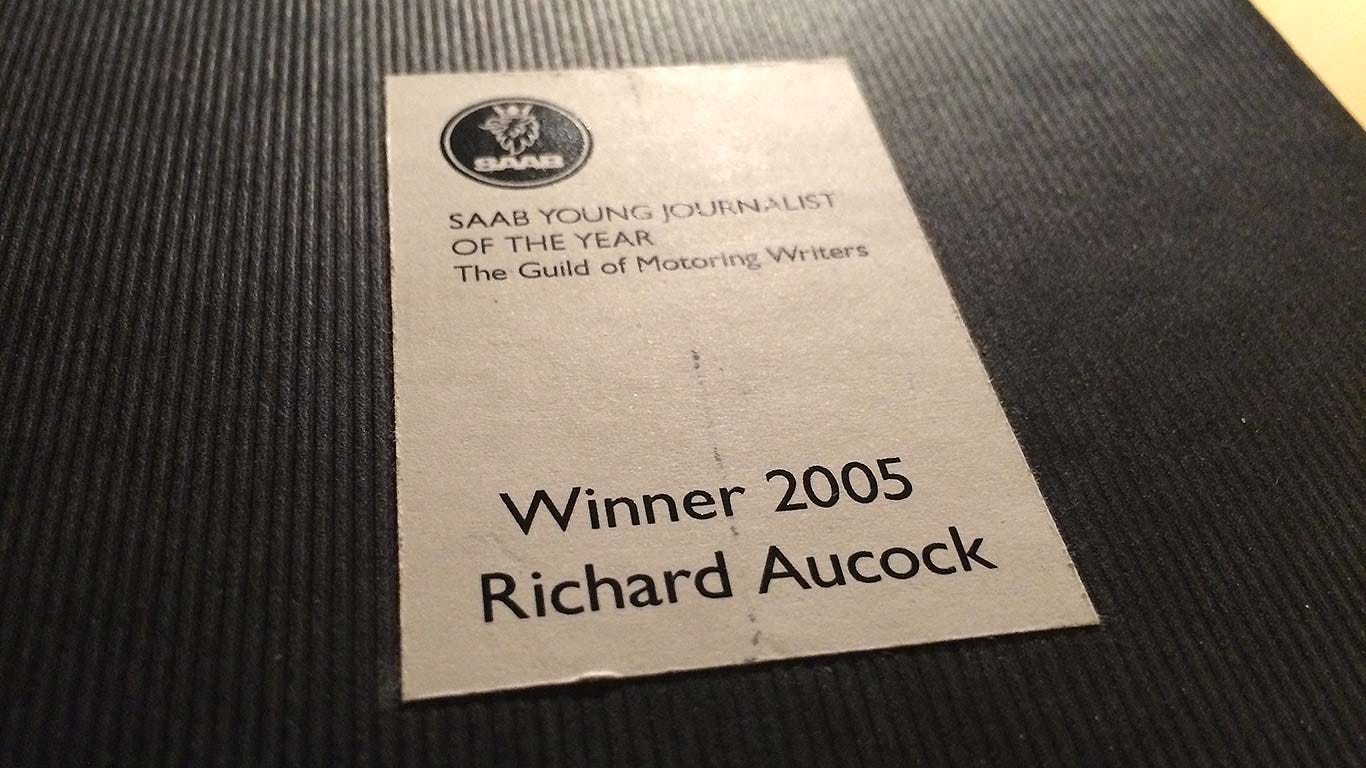 SAAB
SAAB YOUNG JOURNALIST
OF THE YEAR
The Guild of Motoring Writers
Winner 2005
Richard Aucock